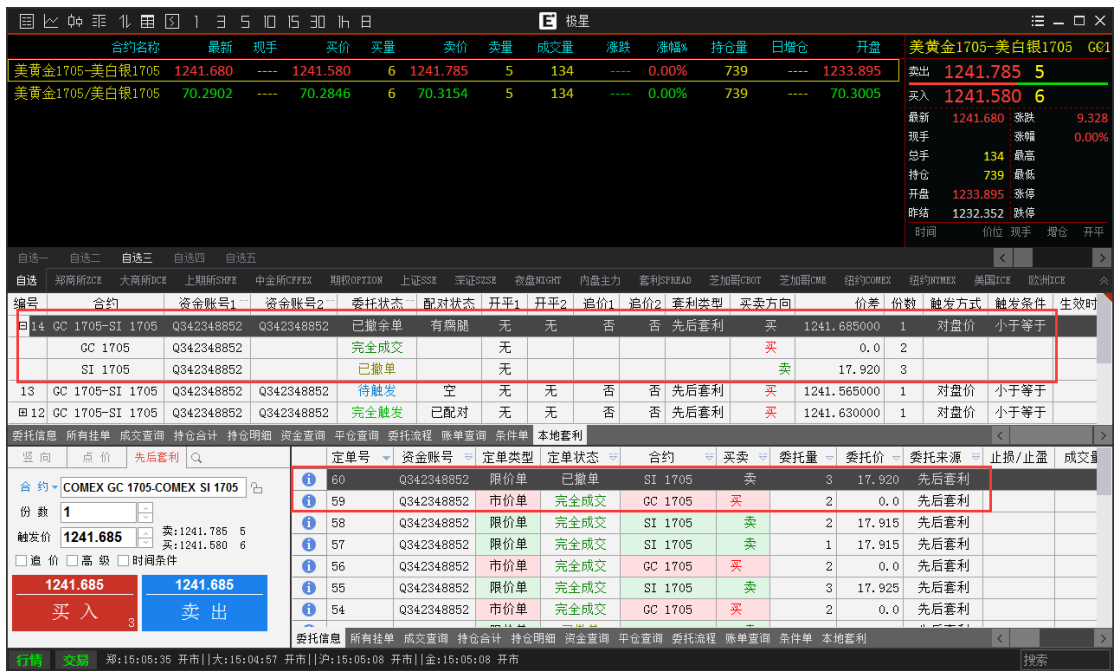 1 3 5 10 15 30 1h 日 E 极星
合约名称 最新 现手 买价 买量 卖价 卖量 成交量 涨跌 涨幅% 持仓量 日增仓 开盘
美黄金1705-美白银1705 1241.680 ---- 1241.580 6 1241.785 5 134 ---- 0.00% 739 ---- 1233.895
美黄金1705/美白银1705 70.2902 ---- 70.2846 6 70.3154 5 134 ---- 0.00% 739 ---- 70.3005
美黄金1705-美白银1705
卖出 1241.785 5
买入 1241.580 6
最新 1241.680 涨跌 9.328
现手 涨幅 0.00%
总手 134 最高
持仓 739 最低
开盘 1233.895 涨停
昨结 1232.352 跌停
时间 价位 现手 增仓 开平
自选一 自选二 自选三 自选四 自选五
自选 郑商所ZCE 大商所DCE 上期所SHFE 中金所CFFEX 期权OPTION 上证SSE 深证SZSE 夜盘NIGHT 内盘主力 套利SPREAD 芝加哥CBOT 芝加哥CME 纽约COMEX 纽约NYMEX 美国ICE 欧洲ICE
编号 合约 资金账号1 资金账号2 委托状态 配对状态 开平1 开平2 追价1 追价2 套利类型 买卖方向 价差 份数 触发方式 触发条件 生效时
14 GC 1705-SI 1705 Q342348852 Q342348852 已撤余单 有瘸腿 无 无 否 否 先后套利 买 1241.685000 1 对盘价 小于等于
GC 1705 Q342348852 完全成交 无 买 0.0 2
SI 1705 Q342348852 已撤单 无 卖 17.920 3
13 GC 1705-SI 1705 Q342348852 Q342348852 待触发 空 无 无 否 否 先后套利 买 1241.565000 1 对盘价 小于等于
12 GC 1705-SI 1705 Q342348852 Q342348852 完全触发 已配对 无 无 否 否 先后套利 买 1241.630000 1 对盘价 小于等于
委托信息 所有挂单 成交查询 持仓合计 持仓明细 资金查询 平仓查询 委托流程 账单查询 条件单 本地套利
竖 向 点 价 先后套利
合 约 COMEX GC 1705-COMEX SI 1705
份 数 1
触发价 1241.685 卖:1241.785 5
买:1241.580 6
追 价 高 级 时间条件
1241.685 1241.685
买 入 3 卖 出
定单号 资金账号 定单类型 定单状态 合约 买卖 委托量 委托价 委托来源 止损/止盈 成交量
60 Q342348852 限价单 已撤单 SI 1705 卖 3 17.920 先后套利
59 Q342348852 市价单 完全成交 GC 1705 买 2 0.0 先后套利
58 Q342348852 限价单 完全成交 SI 1705 卖 2 17.915 先后套利
57 Q342348852 限价单 完全成交 SI 1705 卖 1 17.915 先后套利
56 Q342348852 市价单 完全成交 GC 1705 买 2 0.0 先后套利
55 Q342348852 限价单 完全成交 SI 1705 卖 3 17.925 先后套利
54 Q342348852 市价单 完全成交 GC 1705 买 2 0.0 先后套利
委托信息 所有挂单 成交查询 持仓合计 持仓明细 资金查询 平仓查询 委托流程 账单查询 条件单 本地套利
行情 交易 郑:15:05:35 开市||大:15:04:57 开市||沪:15:05:08 开市||金:15:05:08 开市 搜索